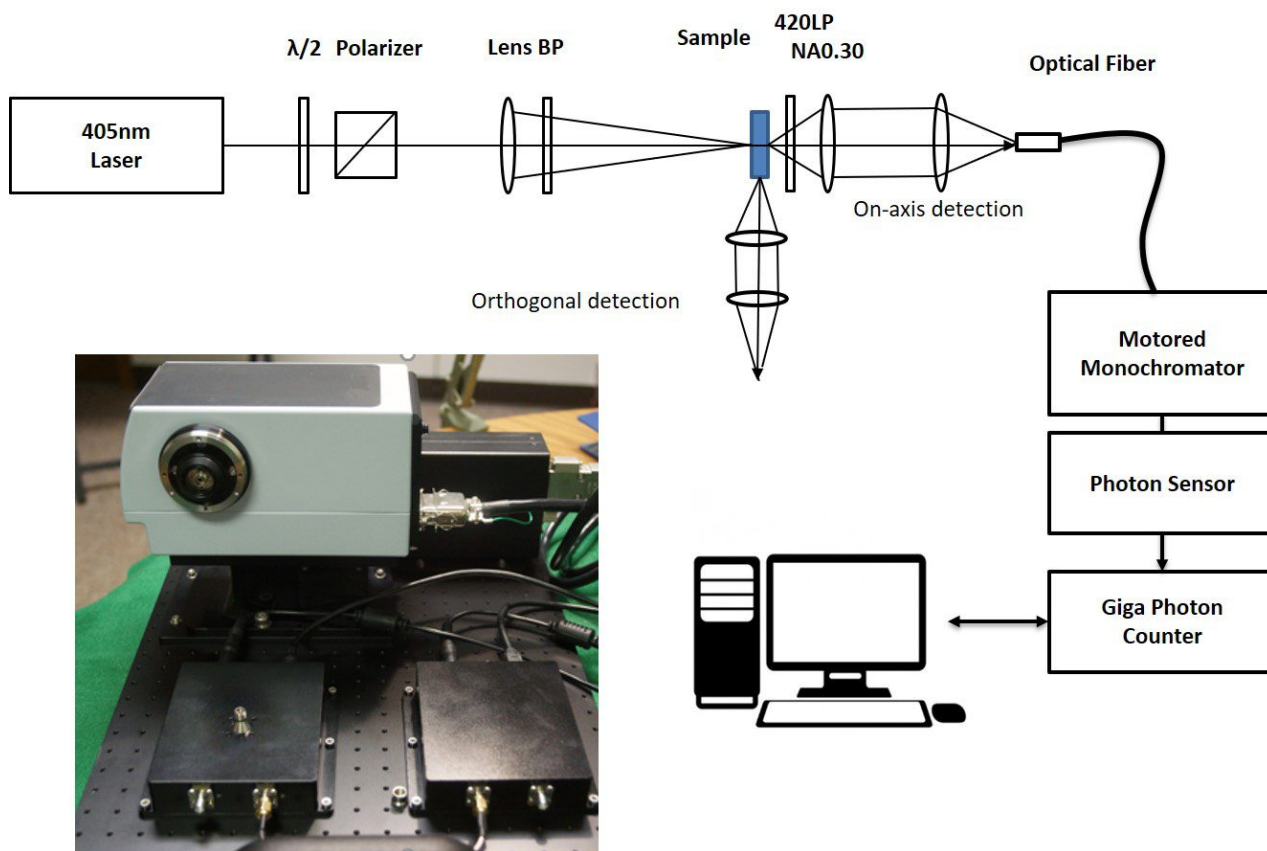 λ/2 Polarizer
Lens BP
Sample
420LP
NA0.30
Optical Fiber
405nm
Laser
On-axis detection
Orthogonal detection
Motored
Monochromator
Photon Sensor
Giga Photon
Counter